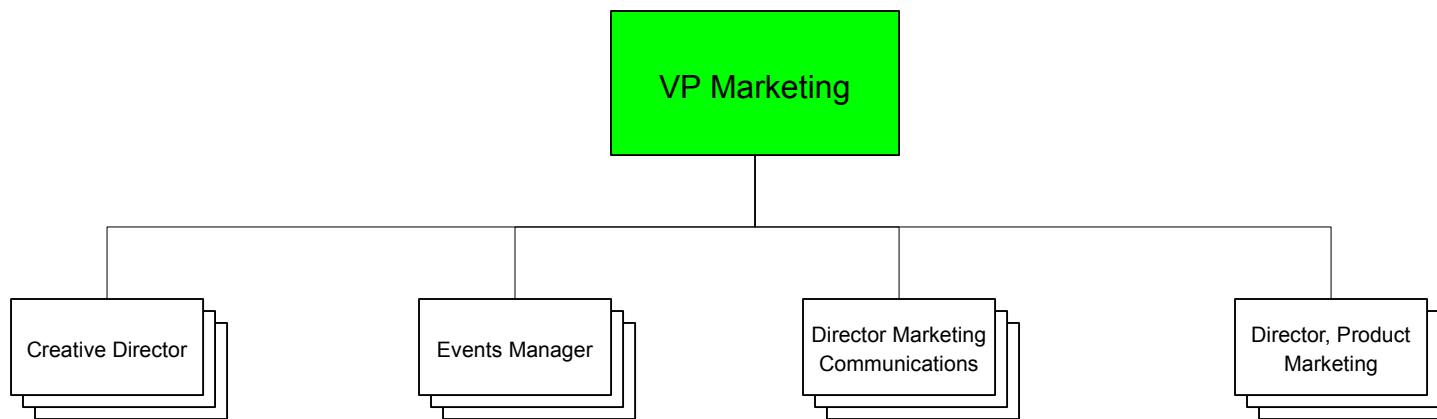 VP Marketing
Creative Director
Events Manager
Director Marketing
Communications
Director, Product
Marketing